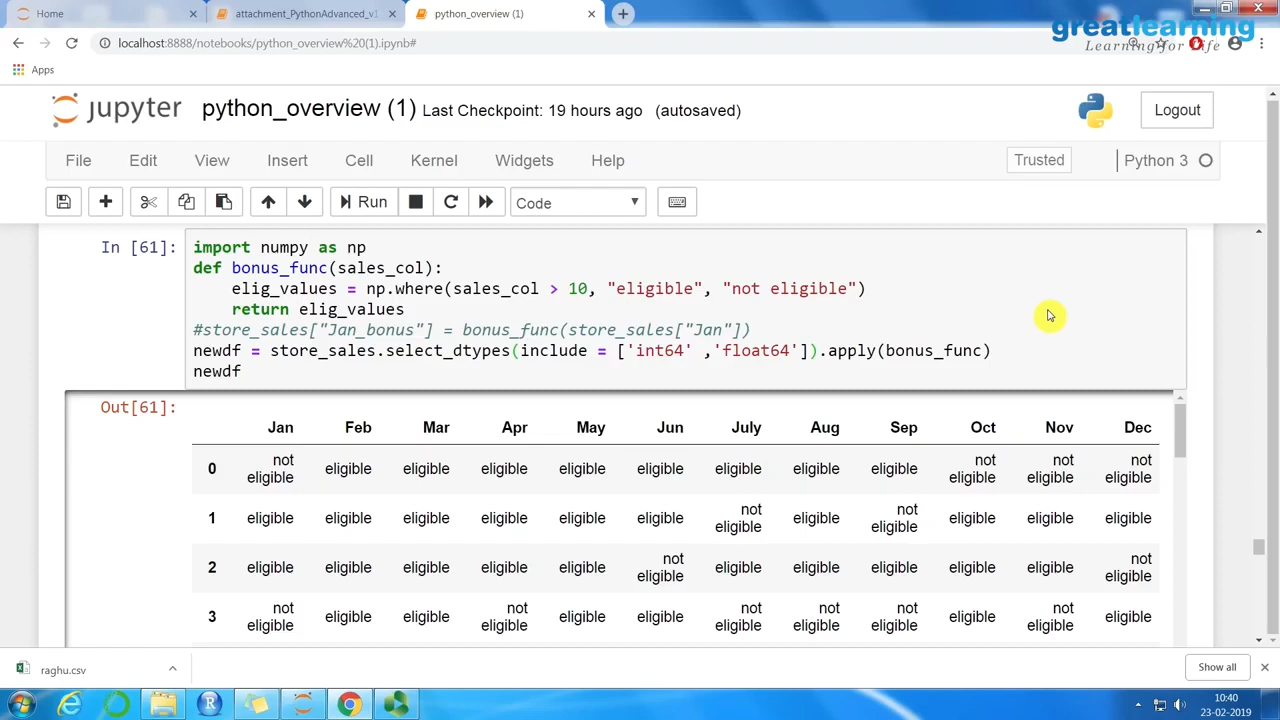 Home
attachment_PythonAdvanced_v1
python_overview (1)
greatlearning
Learning for Life
localhost:8888/notebooks/python_overview%20(1).ipynb#
Apps
jupyter python_overview (1) Last Checkpoint: 19 hours ago (autosaved)
Logout
File Edit View Insert Cell Kernel Widgets Help
Trusted
Python 3
Run
Code
In [61]: import numpy as np
def bonus_func(sales_col):
elig_values = np.where(sales_col > 10, "eligible", "not eligible")
return elig_values
#store_sales["Jan_bonus"] = bonus_func(store_sales["Jan"])
newdf = store_sales.select_dtypes(include = ['int64' ,'float64']).apply(bonus_func)
newdf
Out[61]:
Jan Feb Mar Apr May Jun July Aug Sep Oct Nov Dec
0 not eligible eligible eligible eligible eligible eligible eligible eligible eligible not eligible not eligible not eligible
1 eligible eligible eligible eligible eligible eligible not eligible eligible not eligible eligible eligible eligible
2 eligible eligible eligible eligible eligible not eligible eligible eligible eligible eligible eligible not eligible
3 not eligible eligible eligible not eligible eligible eligible not eligible not eligible not eligible eligible not eligible eligible
raghu.csv
Show all
10:40
23-02-2019